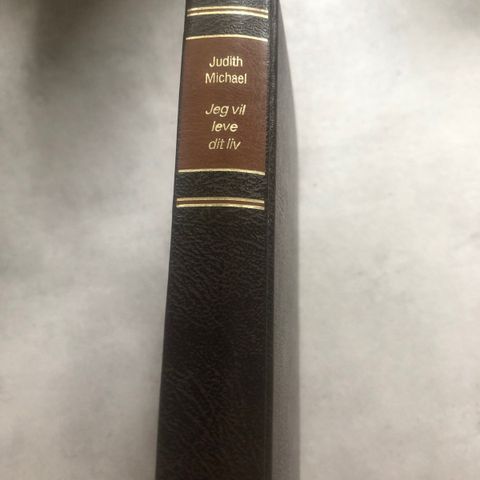 Judith
Michael
Jeg vil
leve
dit liv